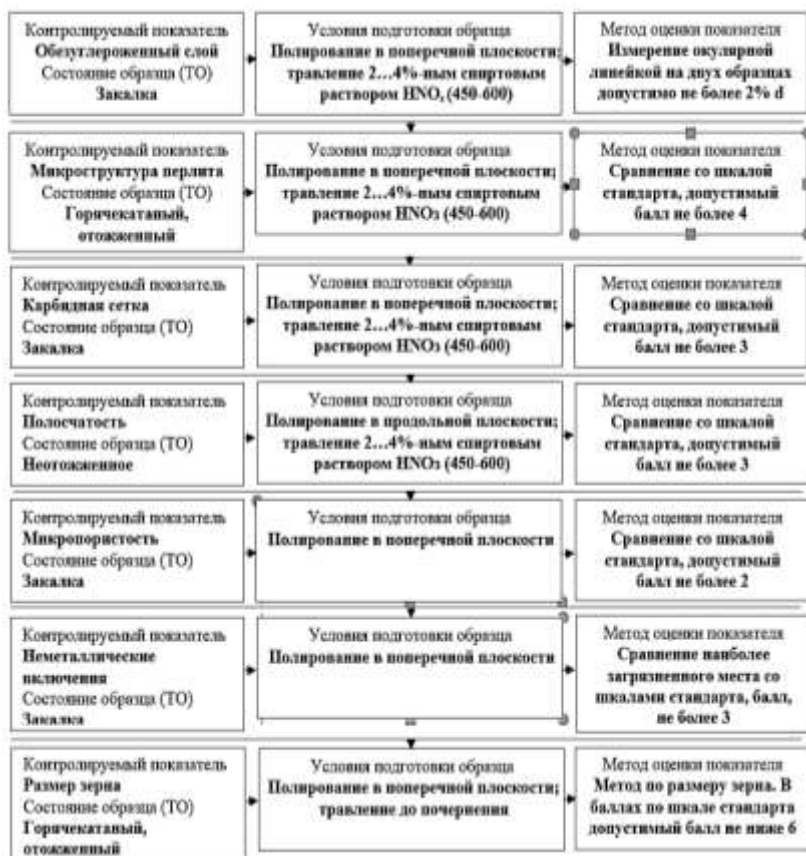 Контролируемый показатель
Обезуглероженный слой
Состояние образца (ТО)
Закалка
Условия подготовки образца
Полирование в поперечной плоскости;
травление 2…4%-ным спиртовым
раствором HNO, (450-600)
Метод оценки показателя
Измерение окулярной
линейкой на двух образцах
допустимо не более 2% d
Контролируемый показатель
Микроструктура перлита
Состояние образца (ТО)
Горячекатаный,
отожженный
Условия подготовки образца
Полирование в поперечной плоскости;
травление 2…4%-ным спиртовым
раствором HNO3 (450-600)
Метод оценки показателя
Сравнение со шкалой
стандарта, допустимый
балл не более 4
Контролируемый показатель
Карбидная сетка
Состояние образца (ТО)
Закалка
Условия подготовки образца
Полирование в поперечной плоскости;
травление 2…4%-ным спиртовым
раствором HNO3 (450-600)
Метод оценки показателя
Сравнение со шкалой
стандарта, допустимый
балл не более 3
Контролируемый показатель
Полосчатость
Состояние образца (ТО)
Неотожженное
Условия подготовки образца
Полирование в продольной плоскости;
травление 2…4%-ным спиртовым
раствором HNO3 (450-600)
Метод оценки показателя
Сравнение со шкалой
стандарта, допустимый
балл не более 3
Контролируемый показатель
Микропористость
Состояние образца (ТО)
Закалка
Условия подготовки образца
Полирование в поперечной плоскости
Метод оценки показателя
Сравнение со шкалой
стандарта, допустимый
балл не более 2
Контролируемый показатель
Неметаллические
включения
Состояние образца (ТО)
Закалка
Условия подготовки образца
Полирование в поперечной плоскости
Метод оценки показателя
Сравнение наиболее
загрязненного места со
шкалами стандарта, балл,
не более 3
Контролируемый показатель
Размер зерна
Состояние образца (ТО)
Горячекатаный,
отожженный
Условия подготовки образца
Полирование в поперечной плоскости;
травление до почернения
Метод оценки показателя
Метод по размеру зерна. В
баллах по шкале стандарта
допустимый балл не ниже 6